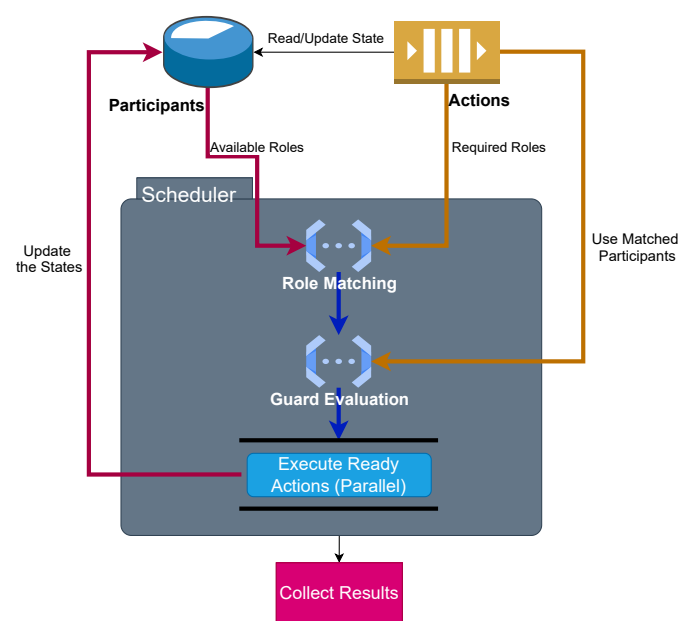 Read/Update State
Participants
Actions
Available Roles
Required Roles
Scheduler
Update
the States
Use Matched
Participants
Role Matching
Guard Evaluation
Execute Ready
Actions (Parallel)
Collect Results